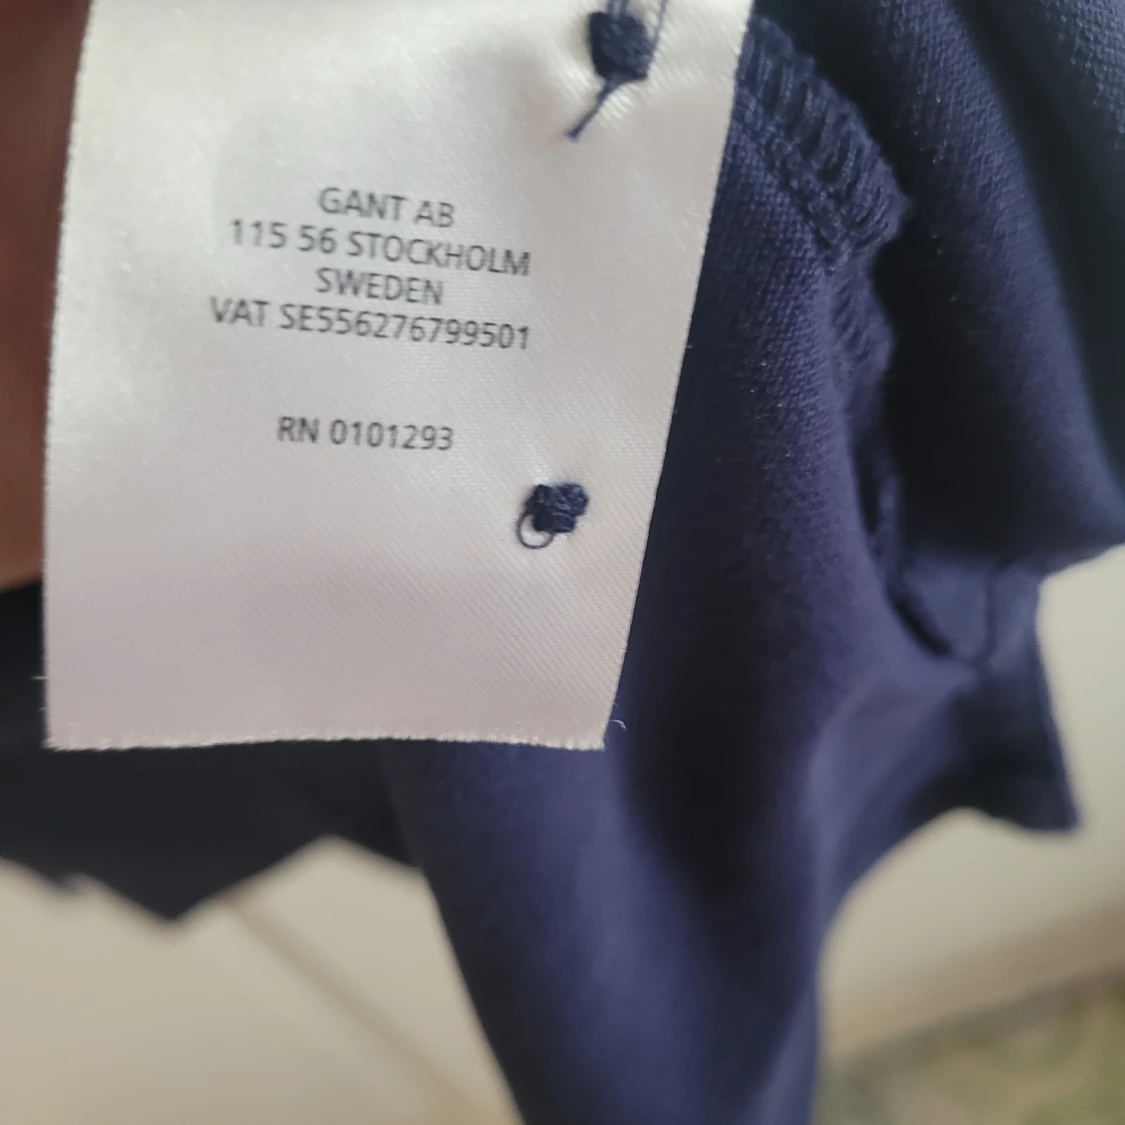 GANT AB
115 56 STOCKHOLM
SWEDEN
VAT SE556276799501
RN 0101293